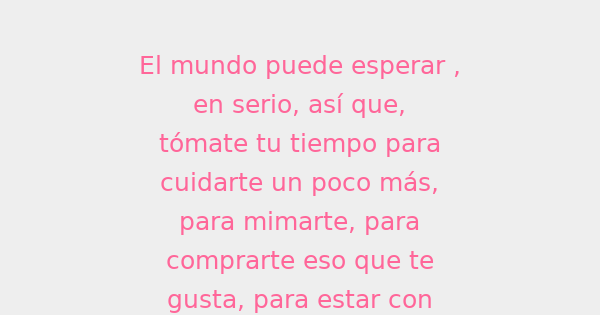 El mundo puede esperar ,
en serio, así que,
tómate tu tiempo para
cuidarte un poco más,
para mimarte, para
comprarte eso que te
gusta, para estar con